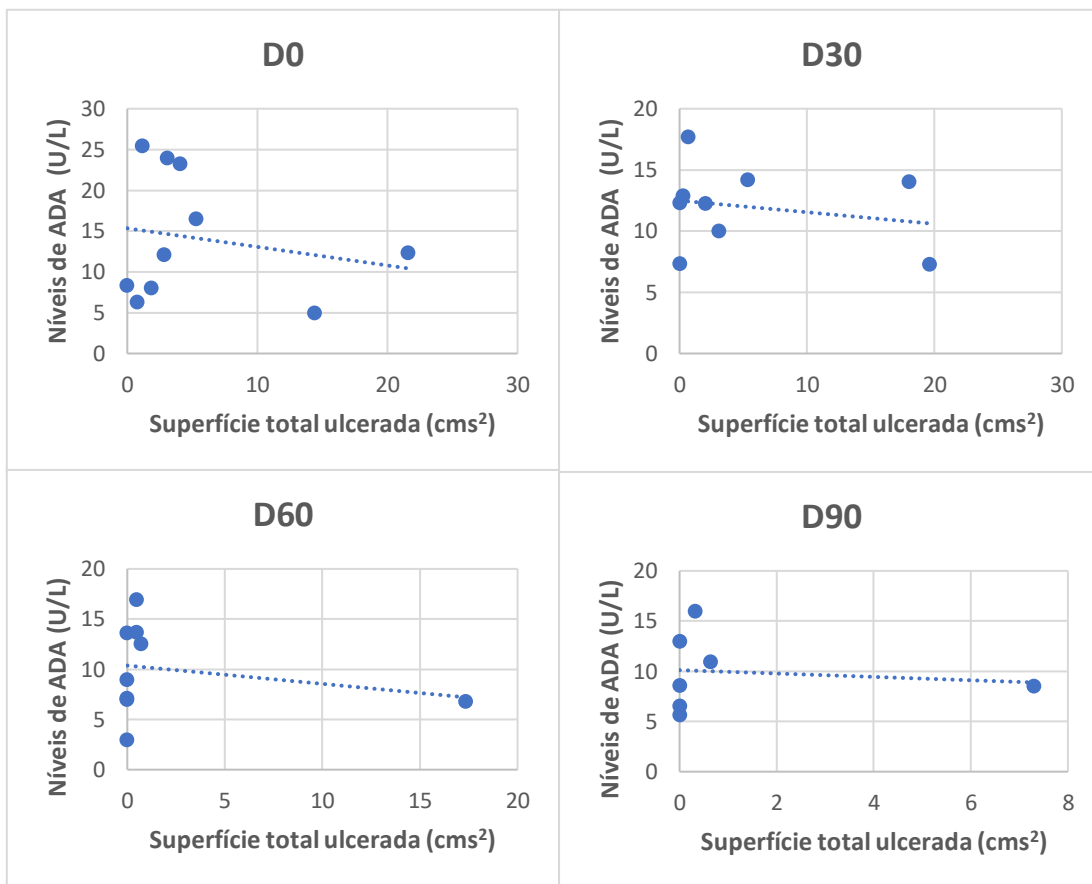 D0
Níveis de ADA (U/L)
30
25
20
15
10
5
0
0 10 20 30
Superfície total ulcerada (cms²)
D30
Níveis de ADA (U/L)
20
15
10
5
0
0 10 20 30
Superfície total ulcerada (cms²)
D60
Níveis de ADA (U/L)
20
15
10
5
0
0 5 10 15 20
Superfície total ulcerada (cms²)
D90
Níveis de ADA (U/L)
20
15
10
5
0
0 2 4 6 8
Superfície total ulcerada (cms²)